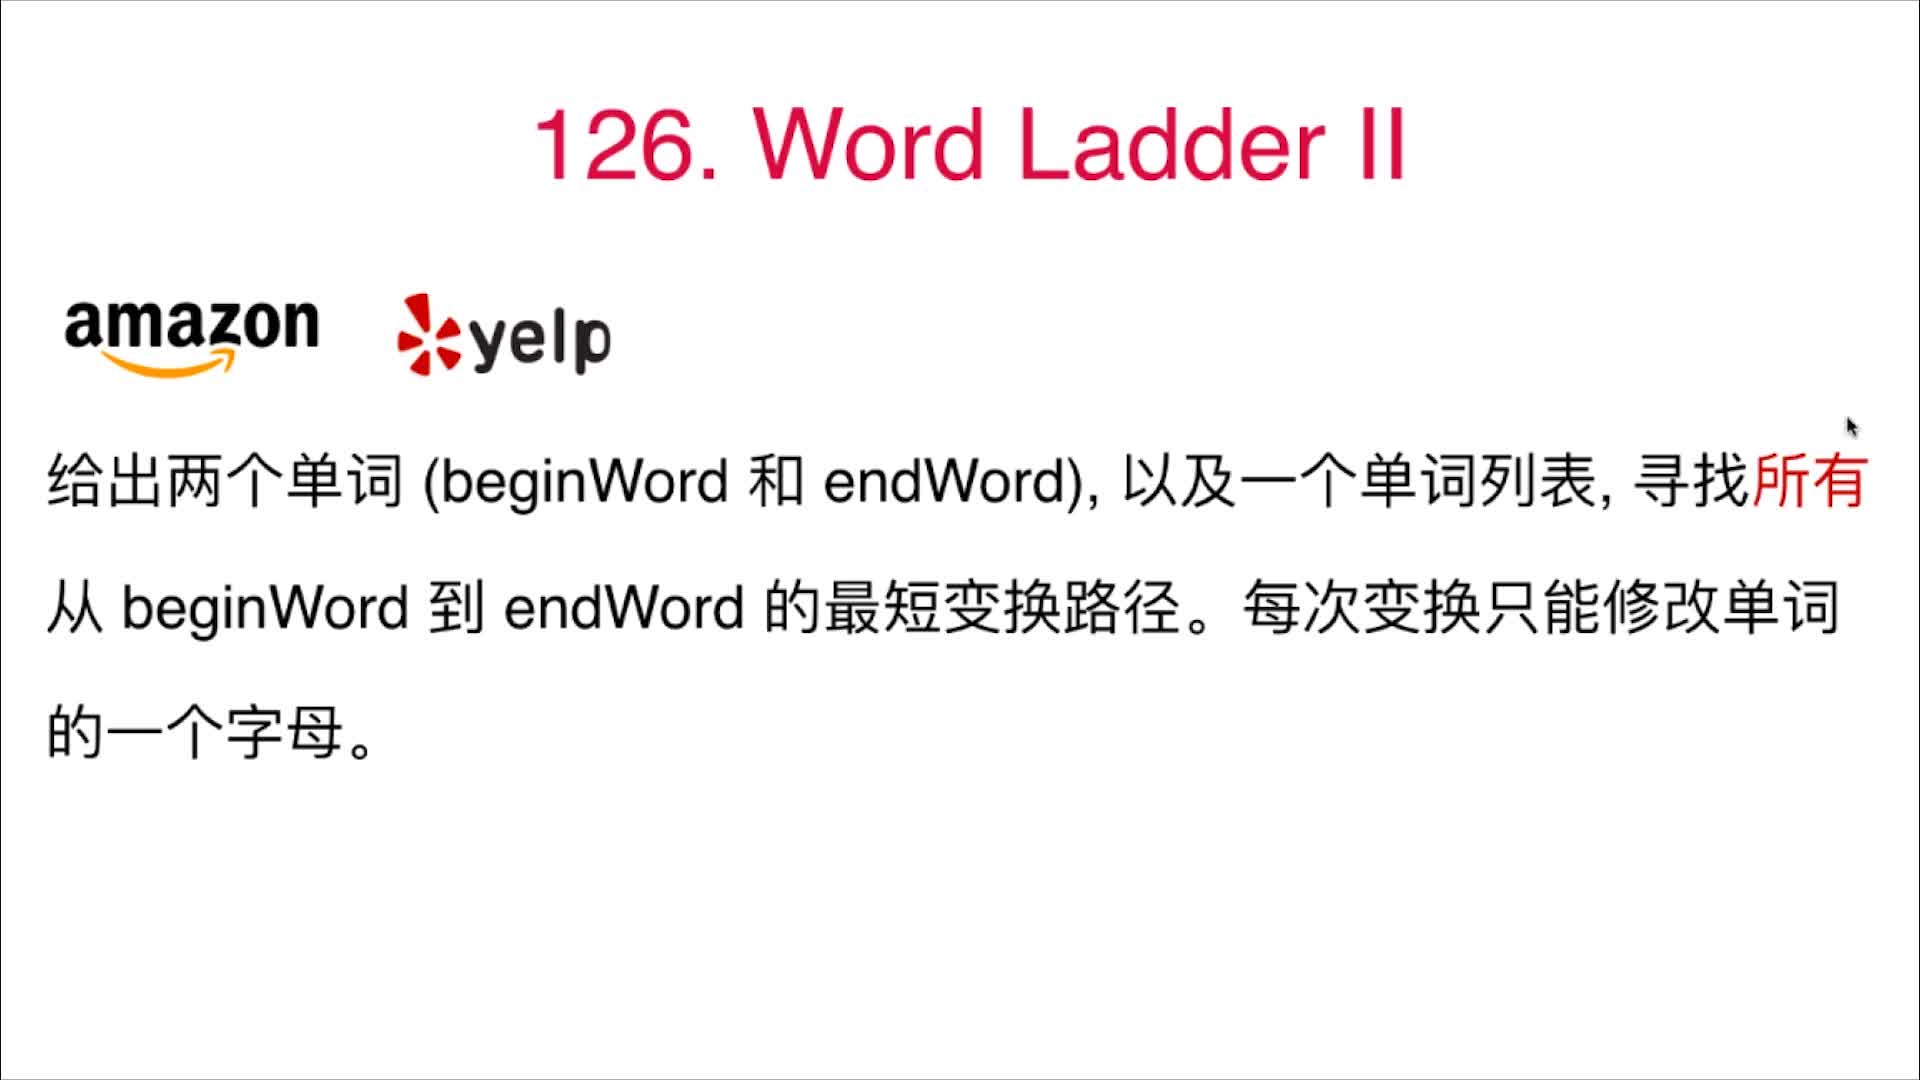 126. Word Ladder II
amazon yelp
给出两个单词 (beginWord 和 endWord), 以及一个单词列表, 寻找所有
从 beginWord 到 endWord 的最短变换路径。每次变换只能修改单词
的一个字母。